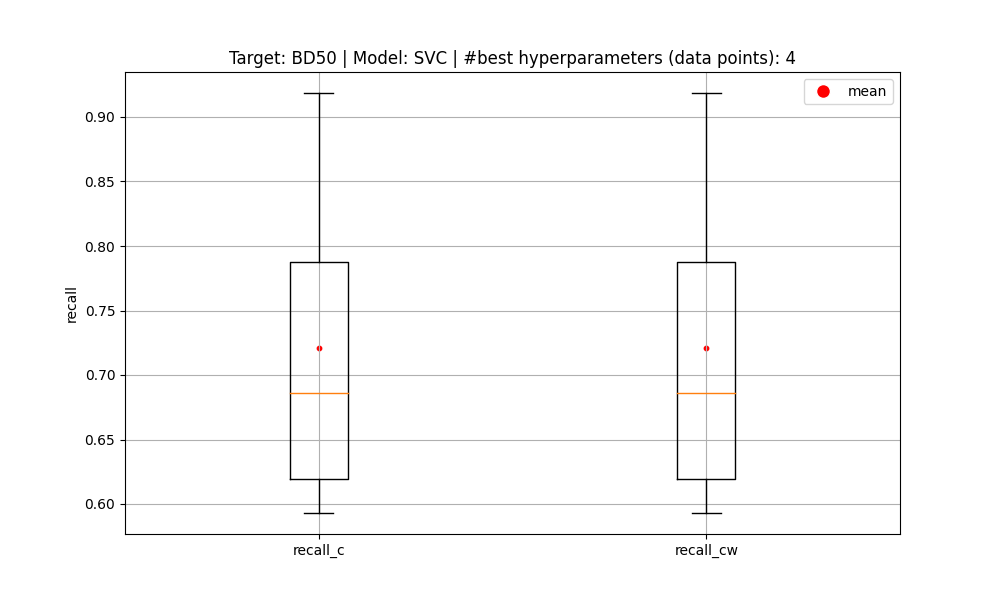 Target: BD50 | Model: SVC | #best hyperparameters (data points): 4
mean
0.90
0.85
0.80
0.75
0.70
0.65
0.60
recall
recall_c
recall_cw